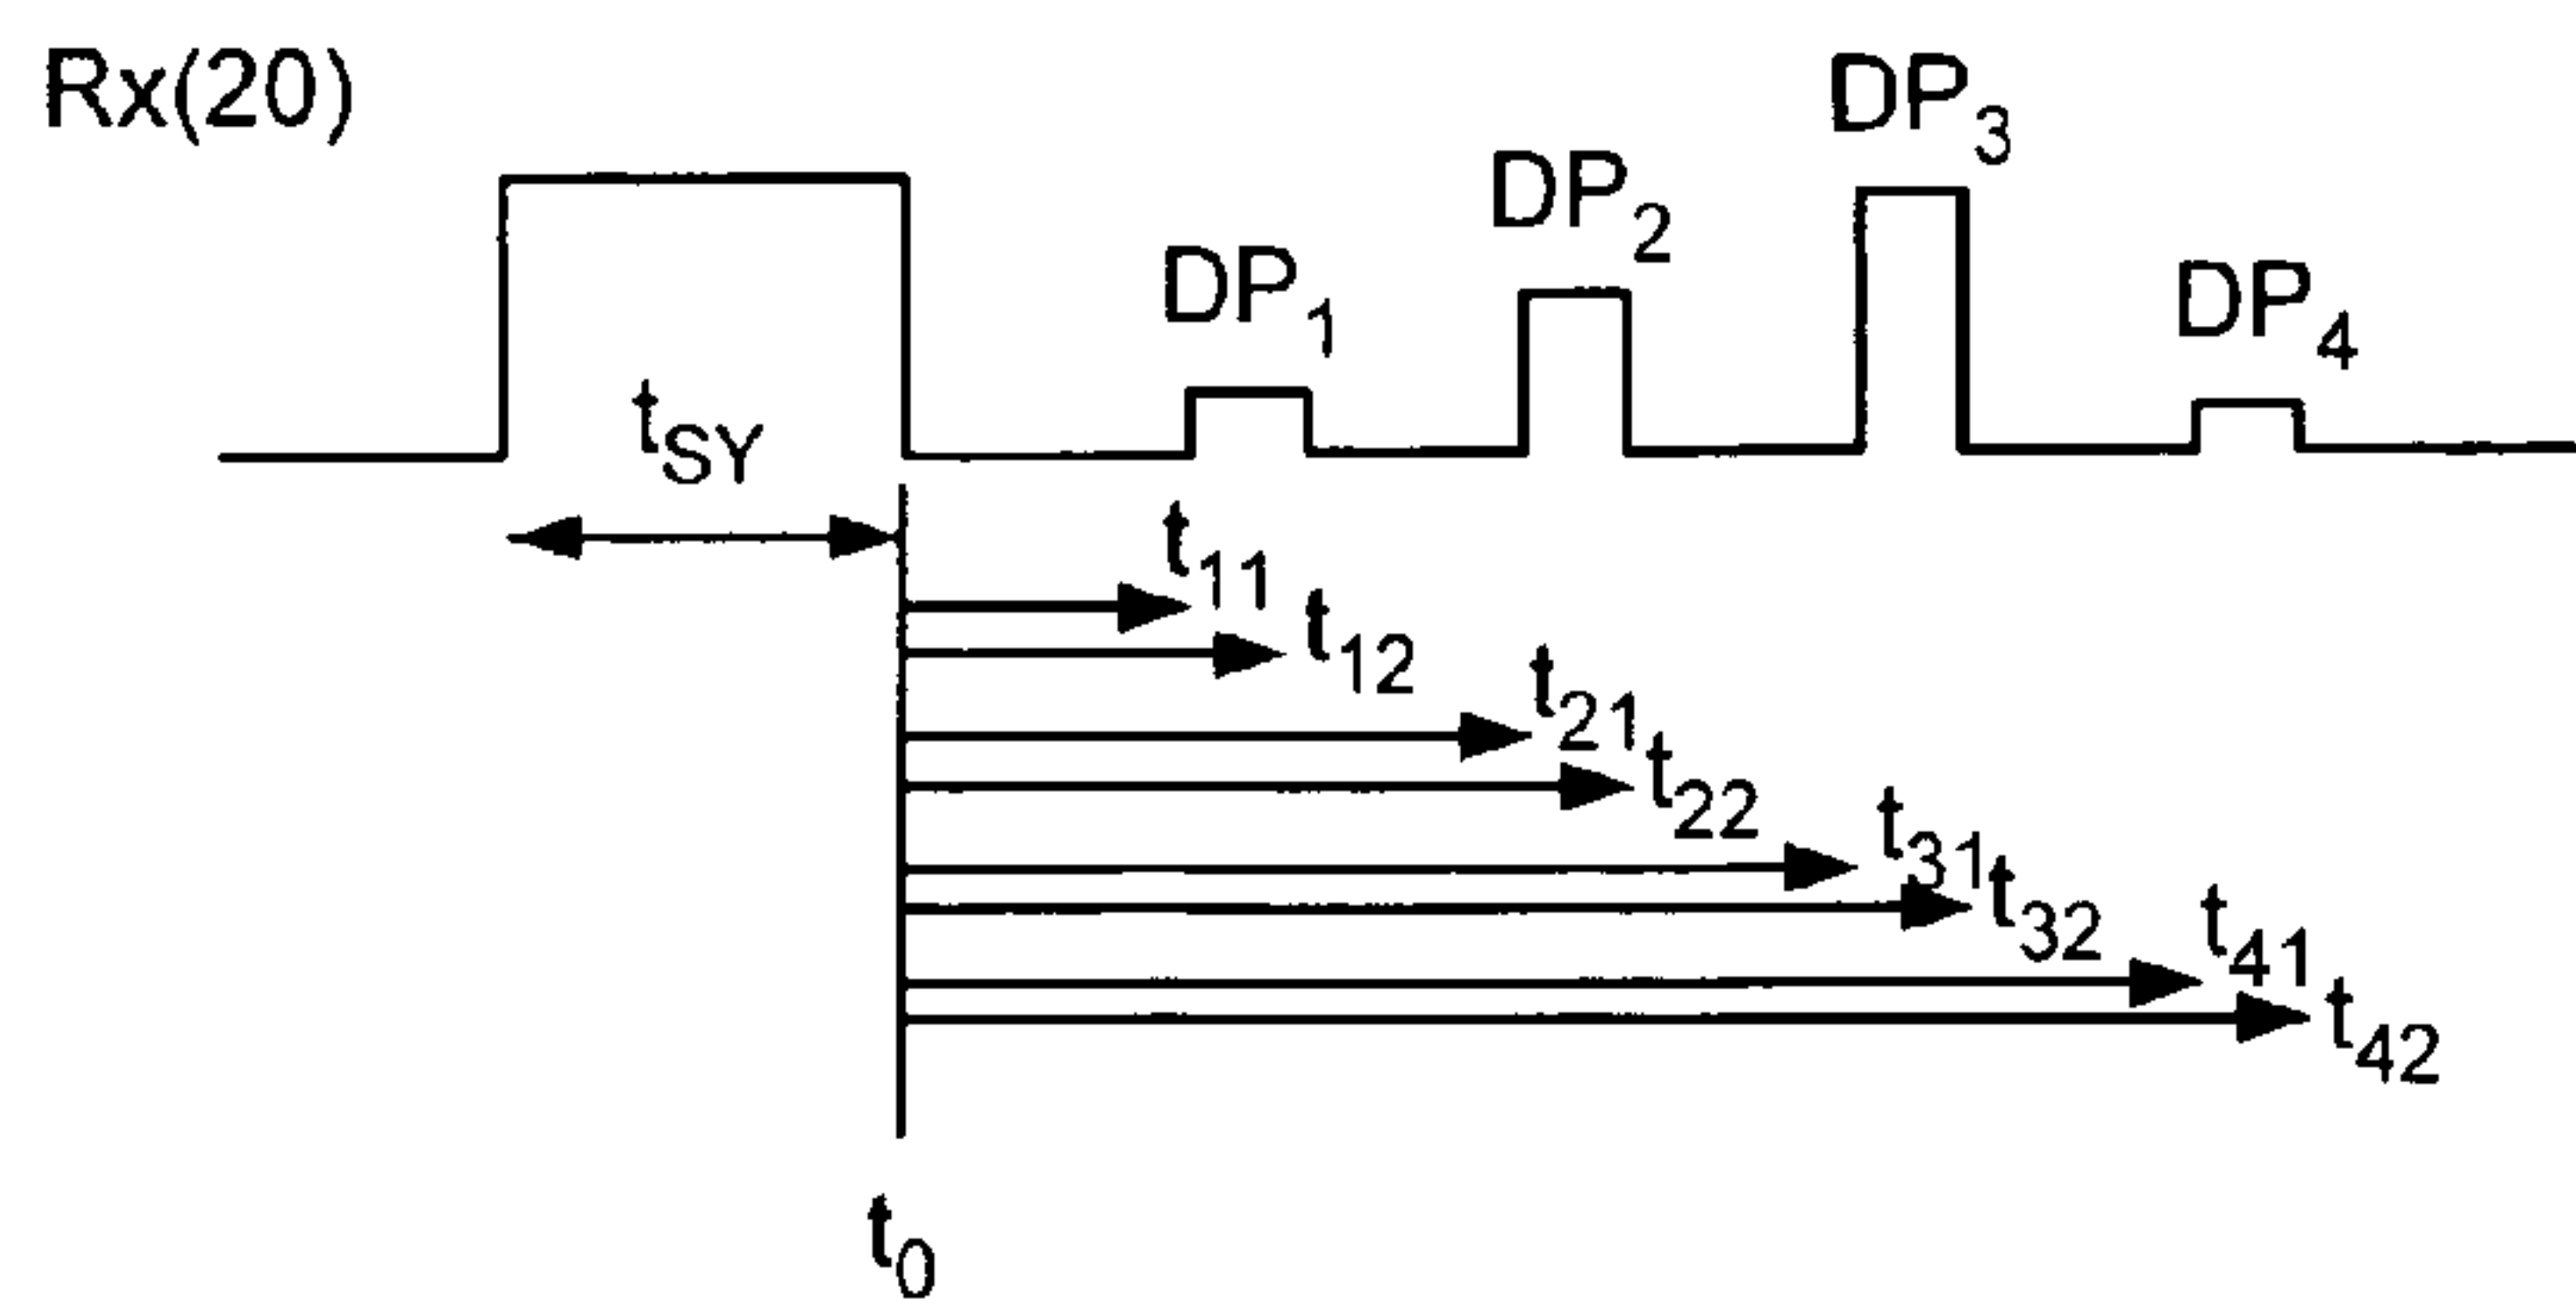 Rx(20)
DP3
DP2
DP1
DP4
tSY
t11
t12
t21
t22
t31
t32
t41
t42
t0